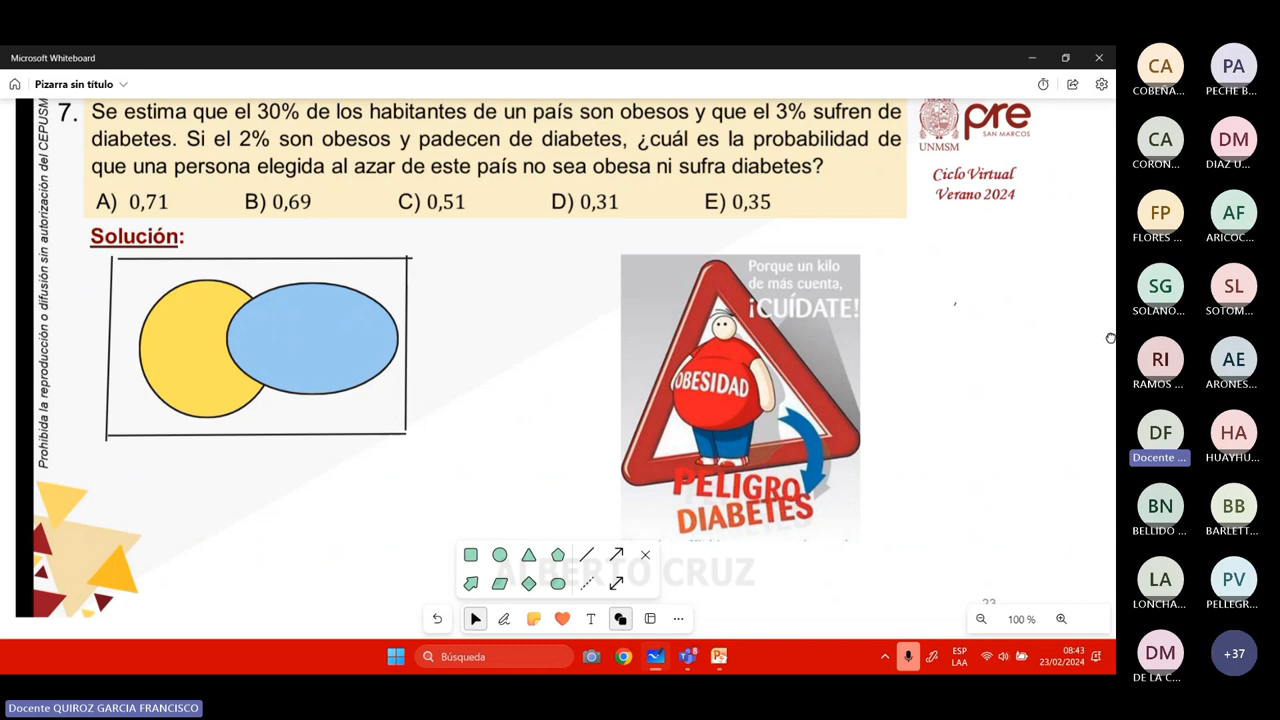 Microsoft Whiteboard
Pizarra sin título
Prohibida la reproducción o difusión sin autorización del CEPUSM
7. Se estima que el 30% de los habitantes de un país son obesos y que el 3% sufren de
diabetes. Si el 2% son obesos y padecen de diabetes, ¿cuál es la probabilidad de
que una persona elegida al azar de este país no sea obesa ni sufra diabetes?
A) 0,71 B) 0,69 C) 0,51 D) 0,31 E) 0,35
UNMSM
pre
SAN MARCOS
Ciclo Virtual
Verano 2024
Solución:
Porque un kilo
de más cuenta,
¡CUÍDATE!
OBESIDAD
PELIGRO
DIABETES
ALBERTO CRUZ
23
T
100 %
Búsqueda
8
ESP
LAA
08:43
23/02/2024
CA PA
COBEÑA... PECHE B...
CA DM
CORON... DIAZ U...
FP AF
FLORES ... ARICOC...
SG SL
SOLANO... SOTOM...
RI AE
RAMOS ... ARONES...
DF HA
Docente ... HUAYHU...
BN BB
BELLIDO ... BARLETT...
LA PV
LONCHA... PELLEGR...
DM +37
DE LA C...
Docente QUIROZ GARCIA FRANCISCO